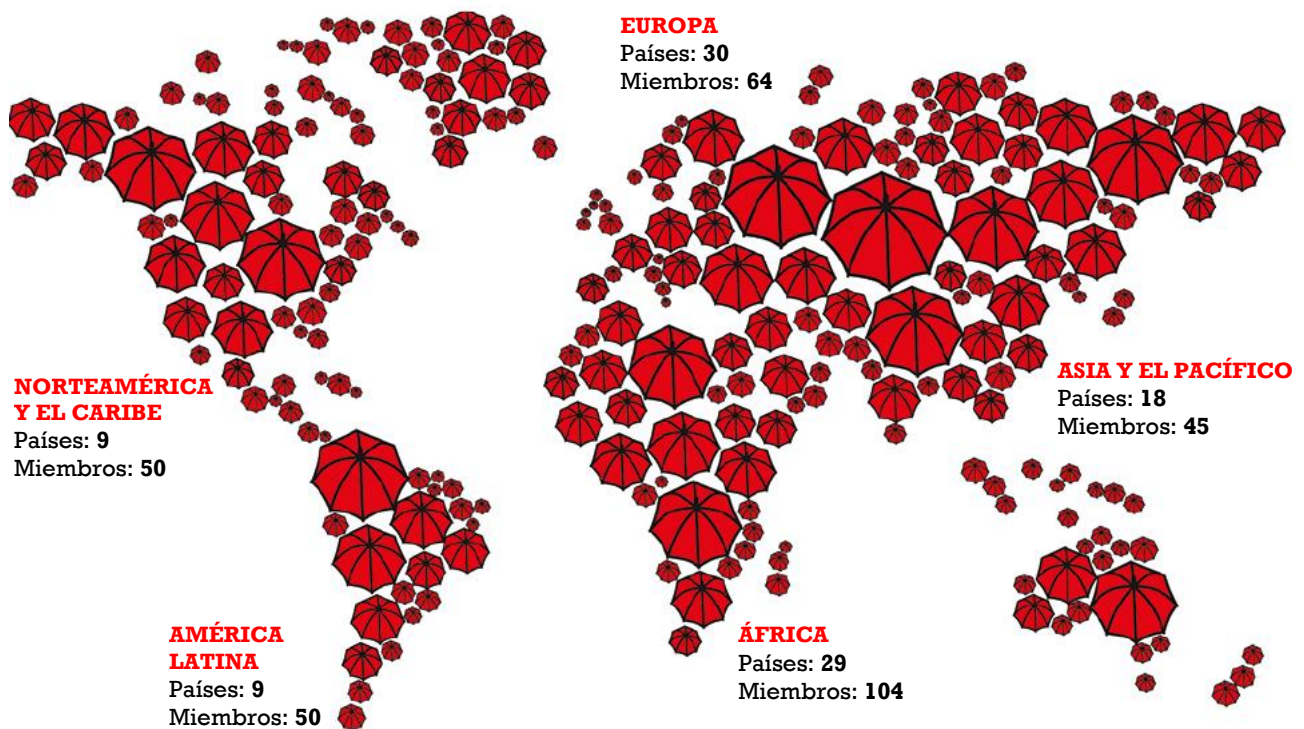 EUROPA
Países: 30
Miembros: 64
NORTEAMÉRICA
Y EL CARIBE
Países: 9
Miembros: 50
ASIA Y EL PACÍFICO
Países: 18
Miembros: 45
AMÉRICA
LATINA
Países: 9
Miembros: 50
ÁFRICA
Países: 29
Miembros: 104